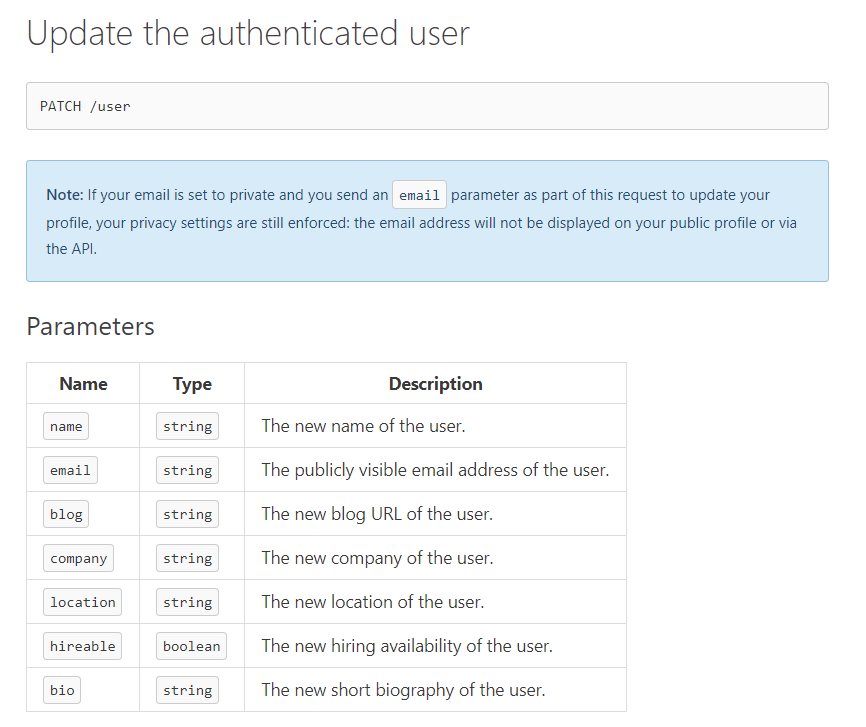 Update the authenticated user
PATCH /user
Note: If your email is set to private and you send an email parameter as part of this request to update your
profile, your privacy settings are still enforced: the email address will not be displayed on your public profile or via
the API.
Parameters
Name Type Description
name string The new name of the user.
email string The publicly visible email address of the user.
blog string The new blog URL of the user.
company string The new company of the user.
location string The new location of the user.
hireable boolean The new hiring availability of the user.
bio string The new short biography of the user.